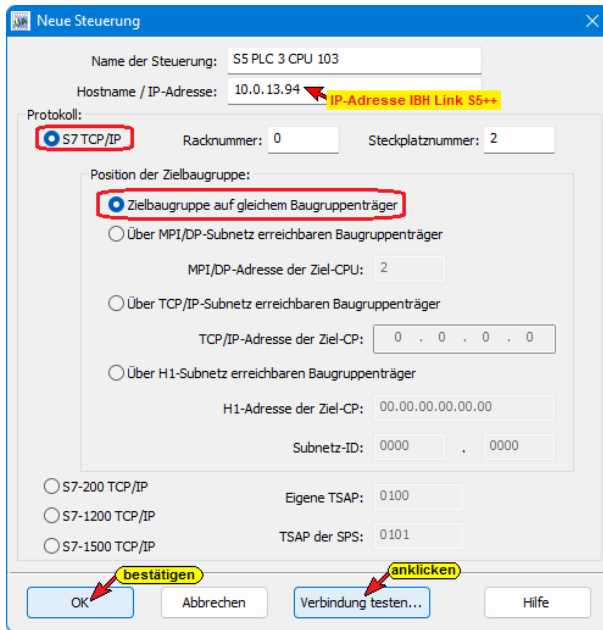 Neue Steuerung
Name der Steuerung: S5 PLC 3 CPU 103
Hostname / IP-Adresse: 10.0.13.94
IP-Adresse IBH Link S5++
Protokoll:
S7 TCP/IP Racknummer: 0 Steckplatznummer: 2
Position der Zielbaugruppe:
Zielbaugruppe auf gleichem Baugruppenträger
Über MPI/DP-Subnetz erreichbaren Baugruppenträger
MPI/DP-Adresse der Ziel-CPU: 2
Über TCP/IP-Subnetz erreichbaren Baugruppenträger
TCP/IP-Adresse der Ziel-CP: 0 . 0 . 0 . 0
Über H1-Subnetz erreichbaren Baugruppenträger
H1-Adresse der Ziel-CP: 00.00.00.00.00.00
Subnetz-ID: 0000 . 0000
S7-200 TCP/IP Eigene TSAP: 0100
S7-1200 TCP/IP
TSAP der SPS: 0101
S7-1500 TCP/IP
bestätigen anklicken
OK Abbrechen Verbindung testen... Hilfe